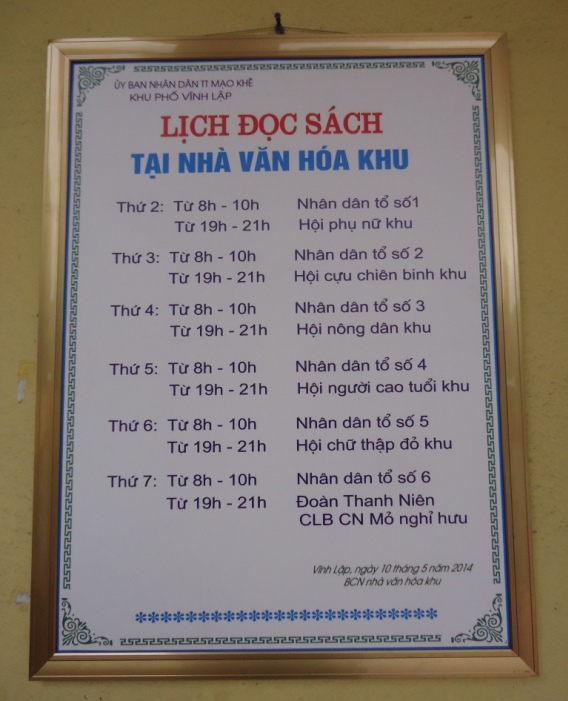 ỦY BAN NHÂN DÂN TT MẠO KHÊ
KHU PHỐ VĨNH LẬP
LỊCH ĐỌC SÁCH
TẠI NHÀ VĂN HÓA KHU
Thứ 2: Từ 8h - 10h Nhân dân tổ số1
Từ 19h - 21h Hội phụ nữ khu
Thứ 3: Từ 8h - 10h Nhân dân tổ số 2
Từ 19h - 21h Hội cựu chiên binh khu
Thứ 4: Từ 8h - 10h Nhân dân tổ số 3
Từ 19h - 21h Hội nông dân khu
Thứ 5: Từ 8h - 10h Nhân dân tổ số 4
Từ 19h - 21h Hội người cao tuổi khu
Thứ 6: Từ 8h - 10h Nhân dân tổ số 5
Từ 19h - 21h Hội chữ thập đỏ khu
Thứ 7: Từ 8h - 10h Nhân dân tổ số 6
Từ 19h - 21h Đoàn Thanh Niên
CLB CN Mỏ nghỉ hưu
Vĩnh Lập, ngày 10 tháng 5 năm 2014
BCN nhà văn hóa khu